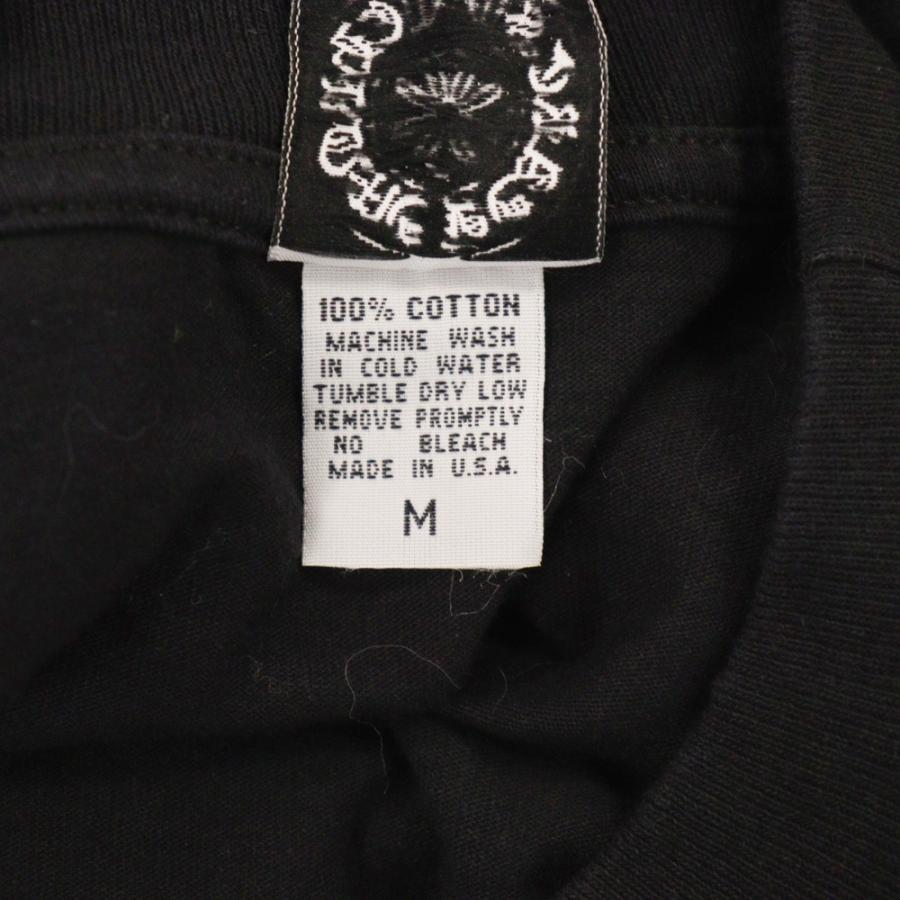 100% COTTON
MACHINE WASH
IN COLD WATER
TUMBLE DRY LOW
REMOVE PROMPTLY
NO BLEACH
MADE IN U.S.A.
M